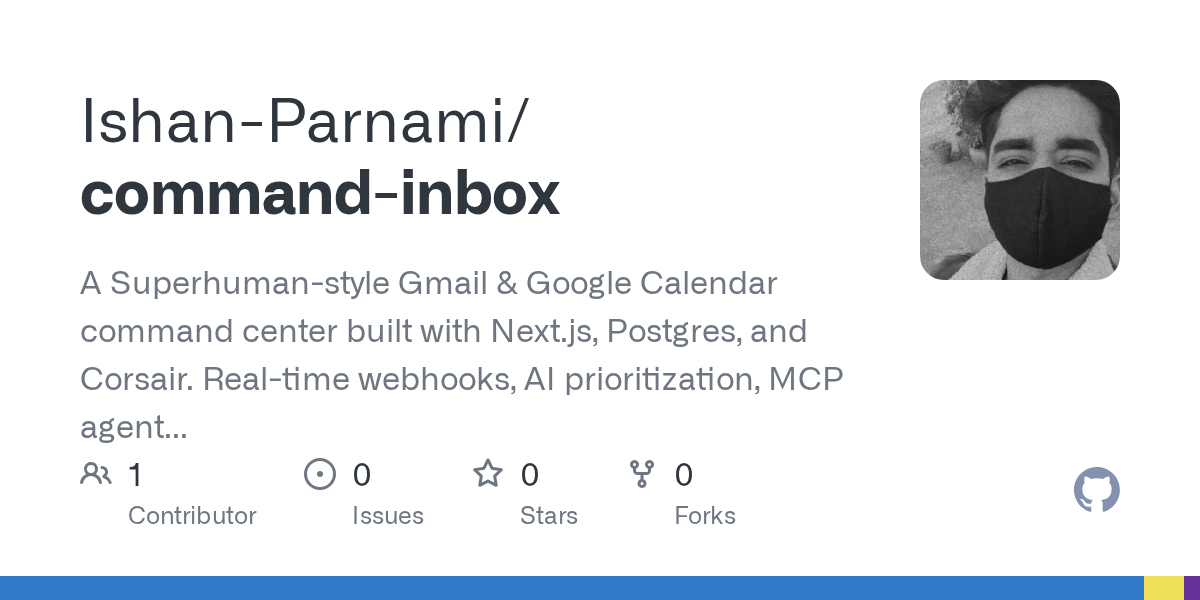 Ishan-Parnami/
command-inbox
A Superhuman-style Gmail & Google Calendar
command center built with Next.js, Postgres, and
Corsair. Real-time webhooks, AI prioritization, MCP
agent...
1 0 0 0
Contributor Issues Stars Forks